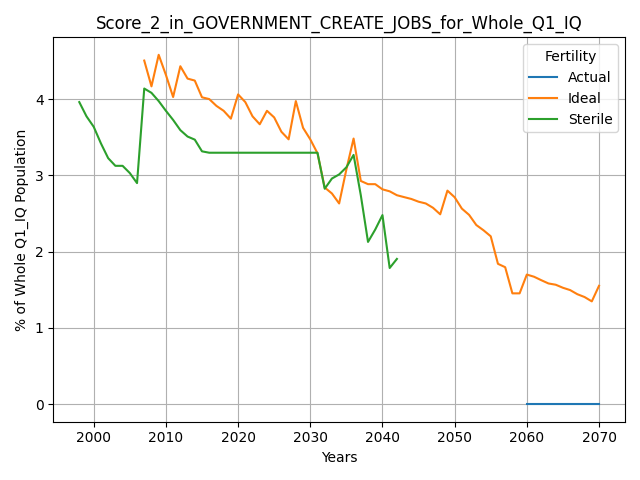 Score_2_in_GOVERNMENT_CREATE_JOBS_for_Whole_Q1_IQ
Fertility
Actual
Ideal
Sterile
% of Whole Q1_IQ Population
4
3
2
1
0
2000 2010 2020 2030 2040 2050 2060 2070
Years